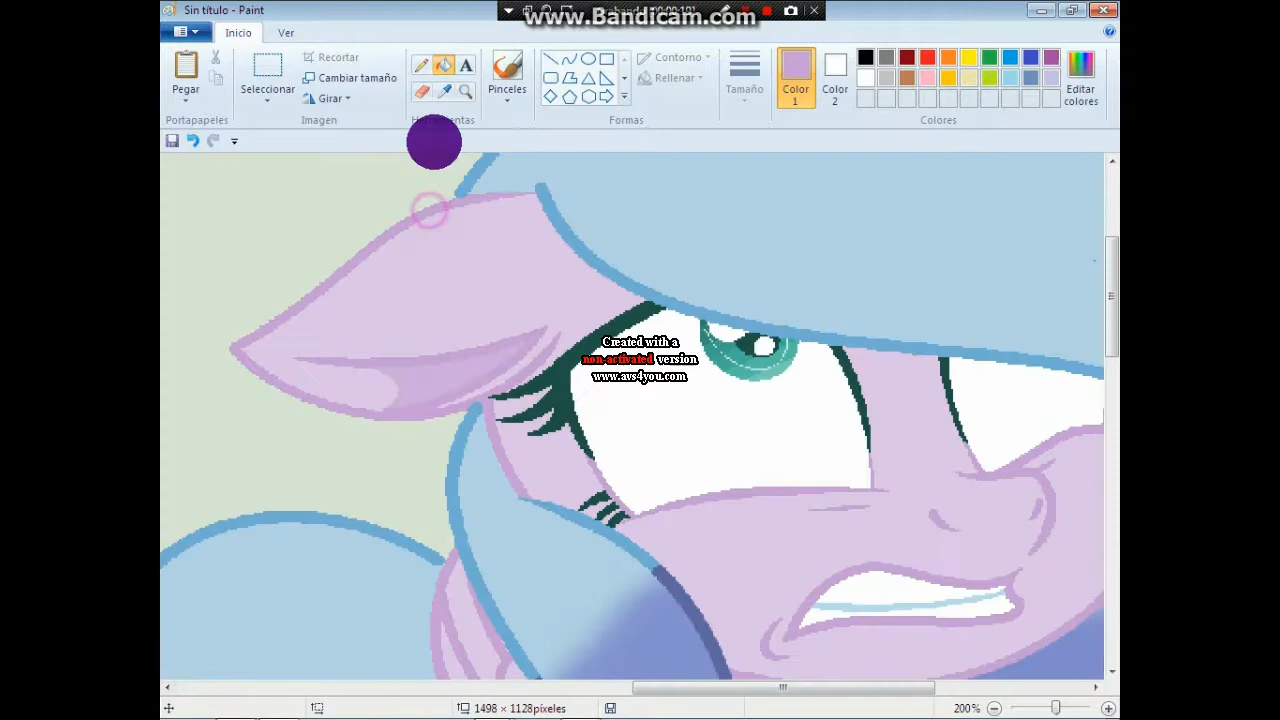 Sin título - Paint
www.Bandicam.com
Inicio
Ver
Pegar
Portapapeles
Seleccionar
Recortar
Cambiar tamaño
Girar
Imagen
A
Pinceles
Contorno
Rellenar
Formas
Tamaño
Color 1
Color 2
Editar colores
Colores
Created with a
non-activated version
www.avs4you.com
1498 × 1128píxeles
200%